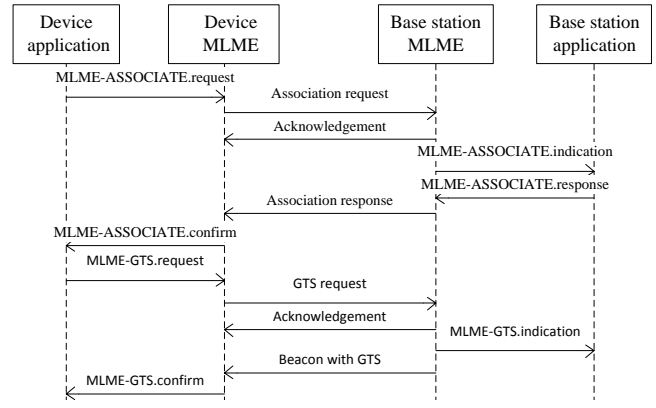 Device
application
Device
MLME
Base station
MLME
Base station
application
MLME-ASSOCIATE.request
Association request
Acknowledgement
MLME-ASSOCIATE.indication
MLME-ASSOCIATE.response
Association response
MLME-ASSOCIATE.confirm
MLME-GTS.request
GTS request
Acknowledgement
MLME-GTS.indication
Beacon with GTS
MLME-GTS.confirm